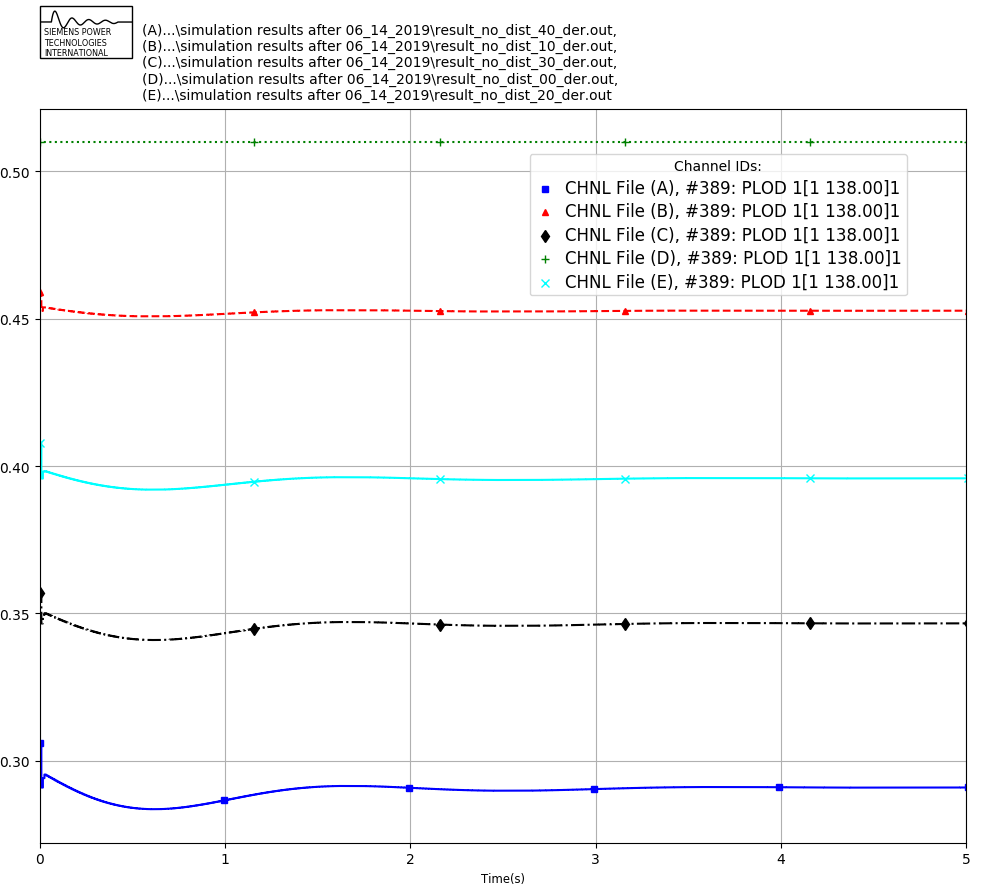 SIEMENS POWER
TECHNOLOGIES
INTERNATIONAL
(A)...\simulation results after 06_14_2019\result_no_dist_40_der.out,
(B)...\simulation results after 06_14_2019\result_no_dist_10_der.out,
(C)...\simulation results after 06_14_2019\result_no_dist_30_der.out,
(D)...\simulation results after 06_14_2019\result_no_dist_00_der.out,
(E)...\simulation results after 06_14_2019\result_no_dist_20_der.out
Channel IDs:
CHNL File (A), #389: PLOD 1[1 138.00]1
CHNL File (B), #389: PLOD 1[1 138.00]1
CHNL File (C), #389: PLOD 1[1 138.00]1
CHNL File (D), #389: PLOD 1[1 138.00]1
CHNL File (E), #389: PLOD 1[1 138.00]1
0.50
0.45
0.40
0.35
0.30
0 1 2 3 4 5
Time(s)